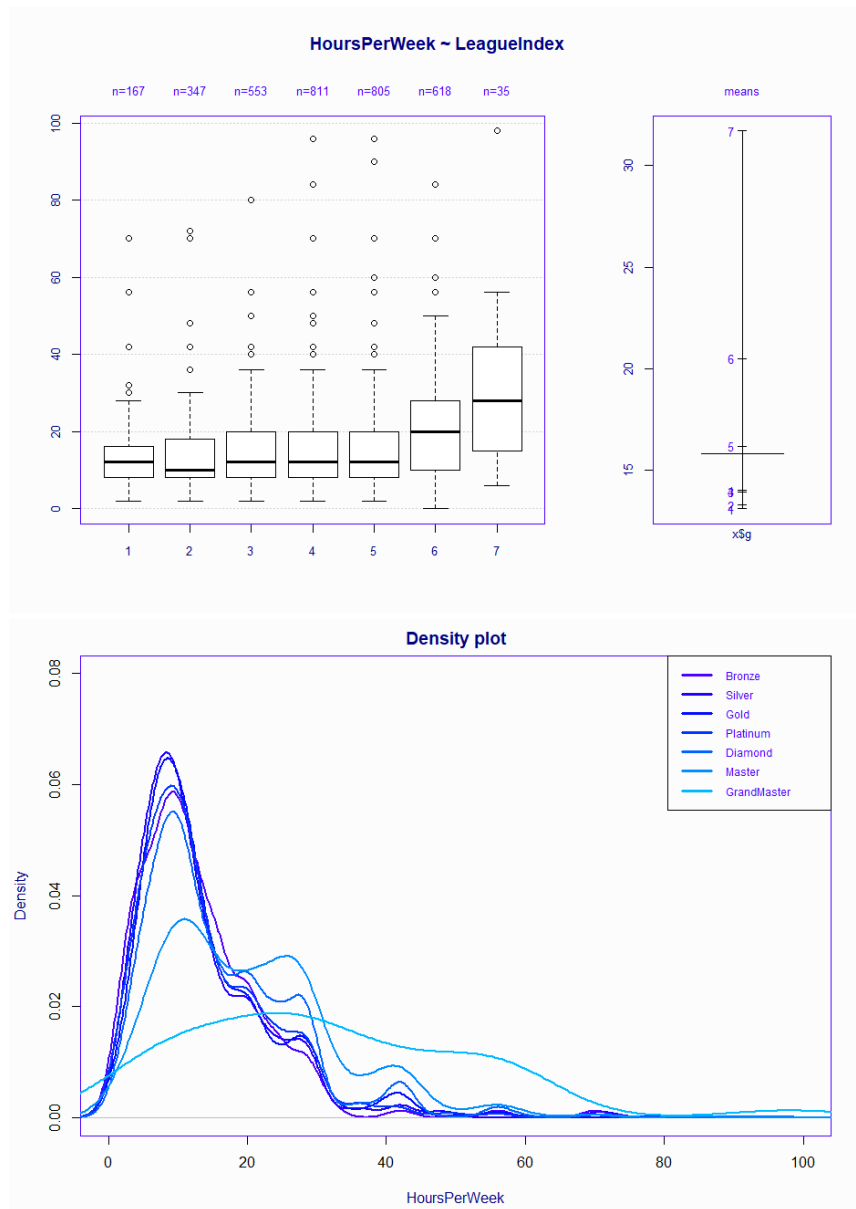 HoursPerWeek ~ LeagueIndex
n=167 n=347 n=553 n=811 n=805 n=618 n=35
means
100
80
60
40
20
0
1 2 3 4 5 6 7
30
25
20
15
7
6
5
2
1
x$g
Density plot
0.08
0.06
0.04
0.02
0.00
Density
Bronze
Silver
Gold
Platinum
Diamond
Master
GrandMaster
0 20 40 60 80 100
HoursPerWeek